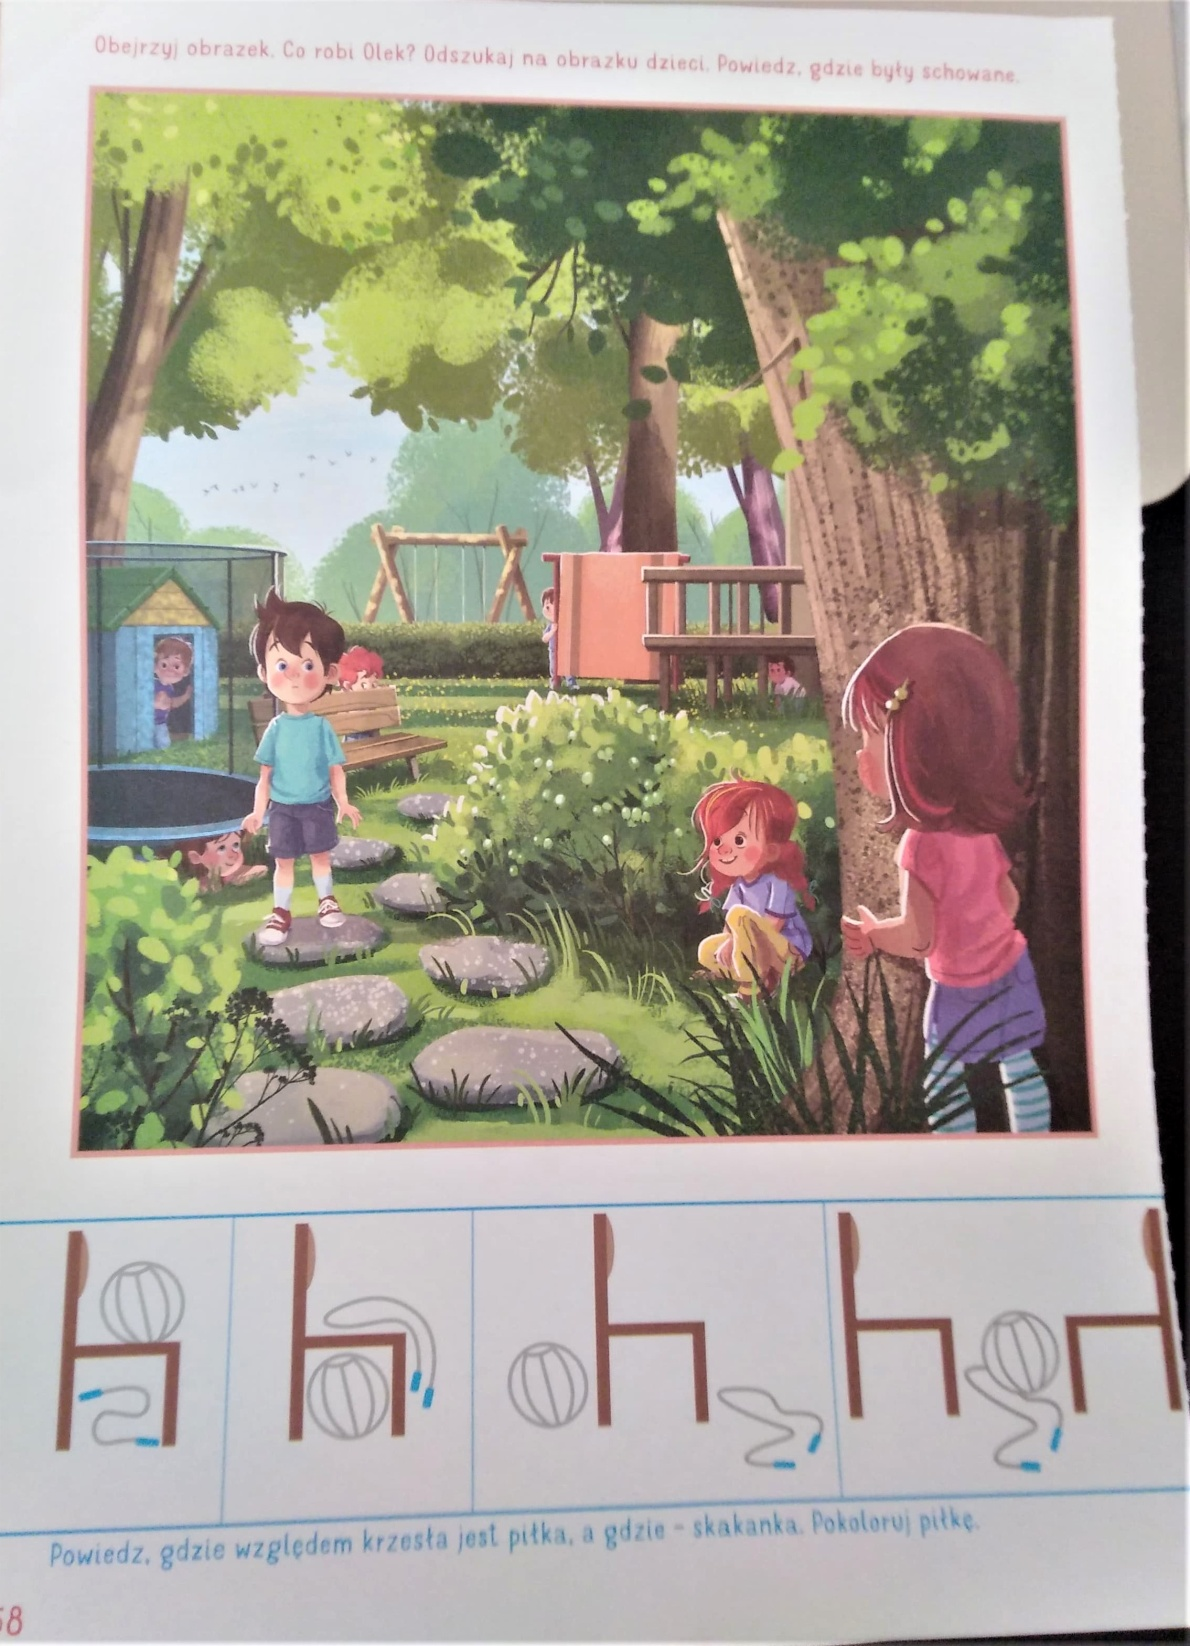 Obejrzyj obrazek. Co robi Olek? Odszukaj na obrazku dzieci. Powiedz, gdzie były schowane.
Powiedz, gdzie względem krzesła jest piłka, a gdzie - skakanka. Pokoloruj piłkę.
58